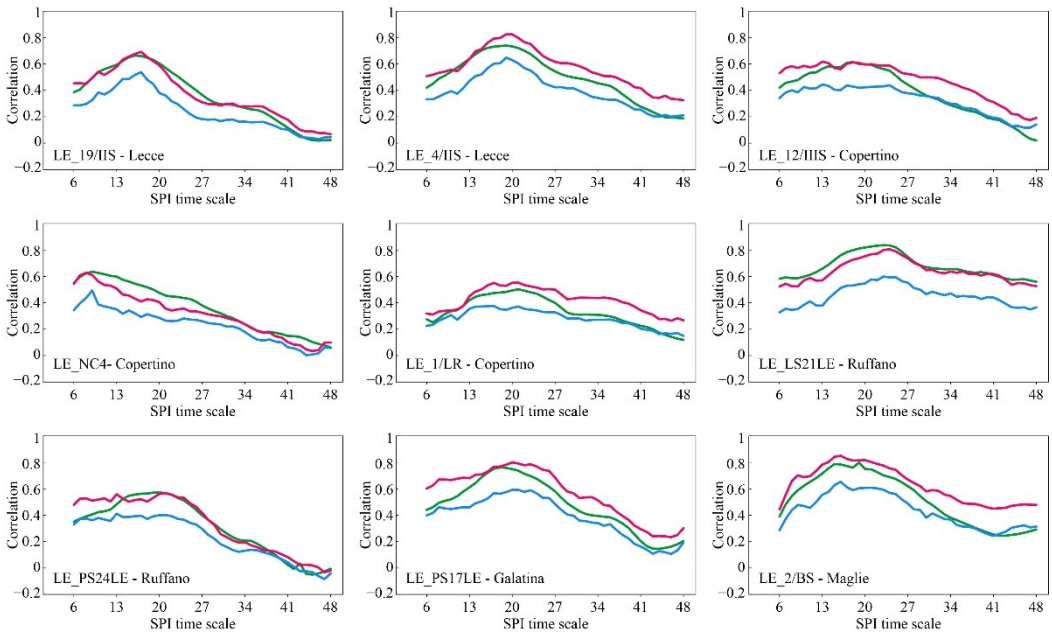 1
0.8
0.6
0.4
0.2
0
−0.2
Correlation
LE_19/IIS - Lecce
6 13 20 27 34 41 48
SPI time scale
1
0.8
0.6
0.4
0.2
0
−0.2
Correlation
LE_4/IIS - Lecce
6 13 20 27 34 41 48
SPI time scale
1
0.8
0.6
0.4
0.2
0
−0.2
Correlation
LE_12/IIIS - Copertino
6 13 20 27 34 41 48
SPI time scale
1
0.8
0.6
0.4
0.2
0
−0.2
Correlation
LE_NC4- Copertino
6 13 20 27 34 41 48
SPI time scale
1
0.8
0.6
0.4
0.2
0
−0.2
Correlation
LE_1/LR - Copertino
6 13 20 27 34 41 48
SPI time scale
1
0.8
0.6
0.4
0.2
0
−0.2
Correlation
LE_LS21LE - Ruffano
6 13 20 27 34 41 48
SPI time scale
1
0.8
0.6
0.4
0.2
0
−0.2
Correlation
LE_PS24LE - Ruffano
6 13 20 27 34 41 48
SPI time scale
1
0.8
0.6
0.4
0.2
0
−0.2
Correlation
LE_PS17LE - Galatina
6 13 20 27 34 41 48
SPI time scale
1
0.8
0.6
0.4
0.2
0
−0.2
Correlation
LE_2/BS - Maglie
6 13 20 27 34 41 48
SPI time scale